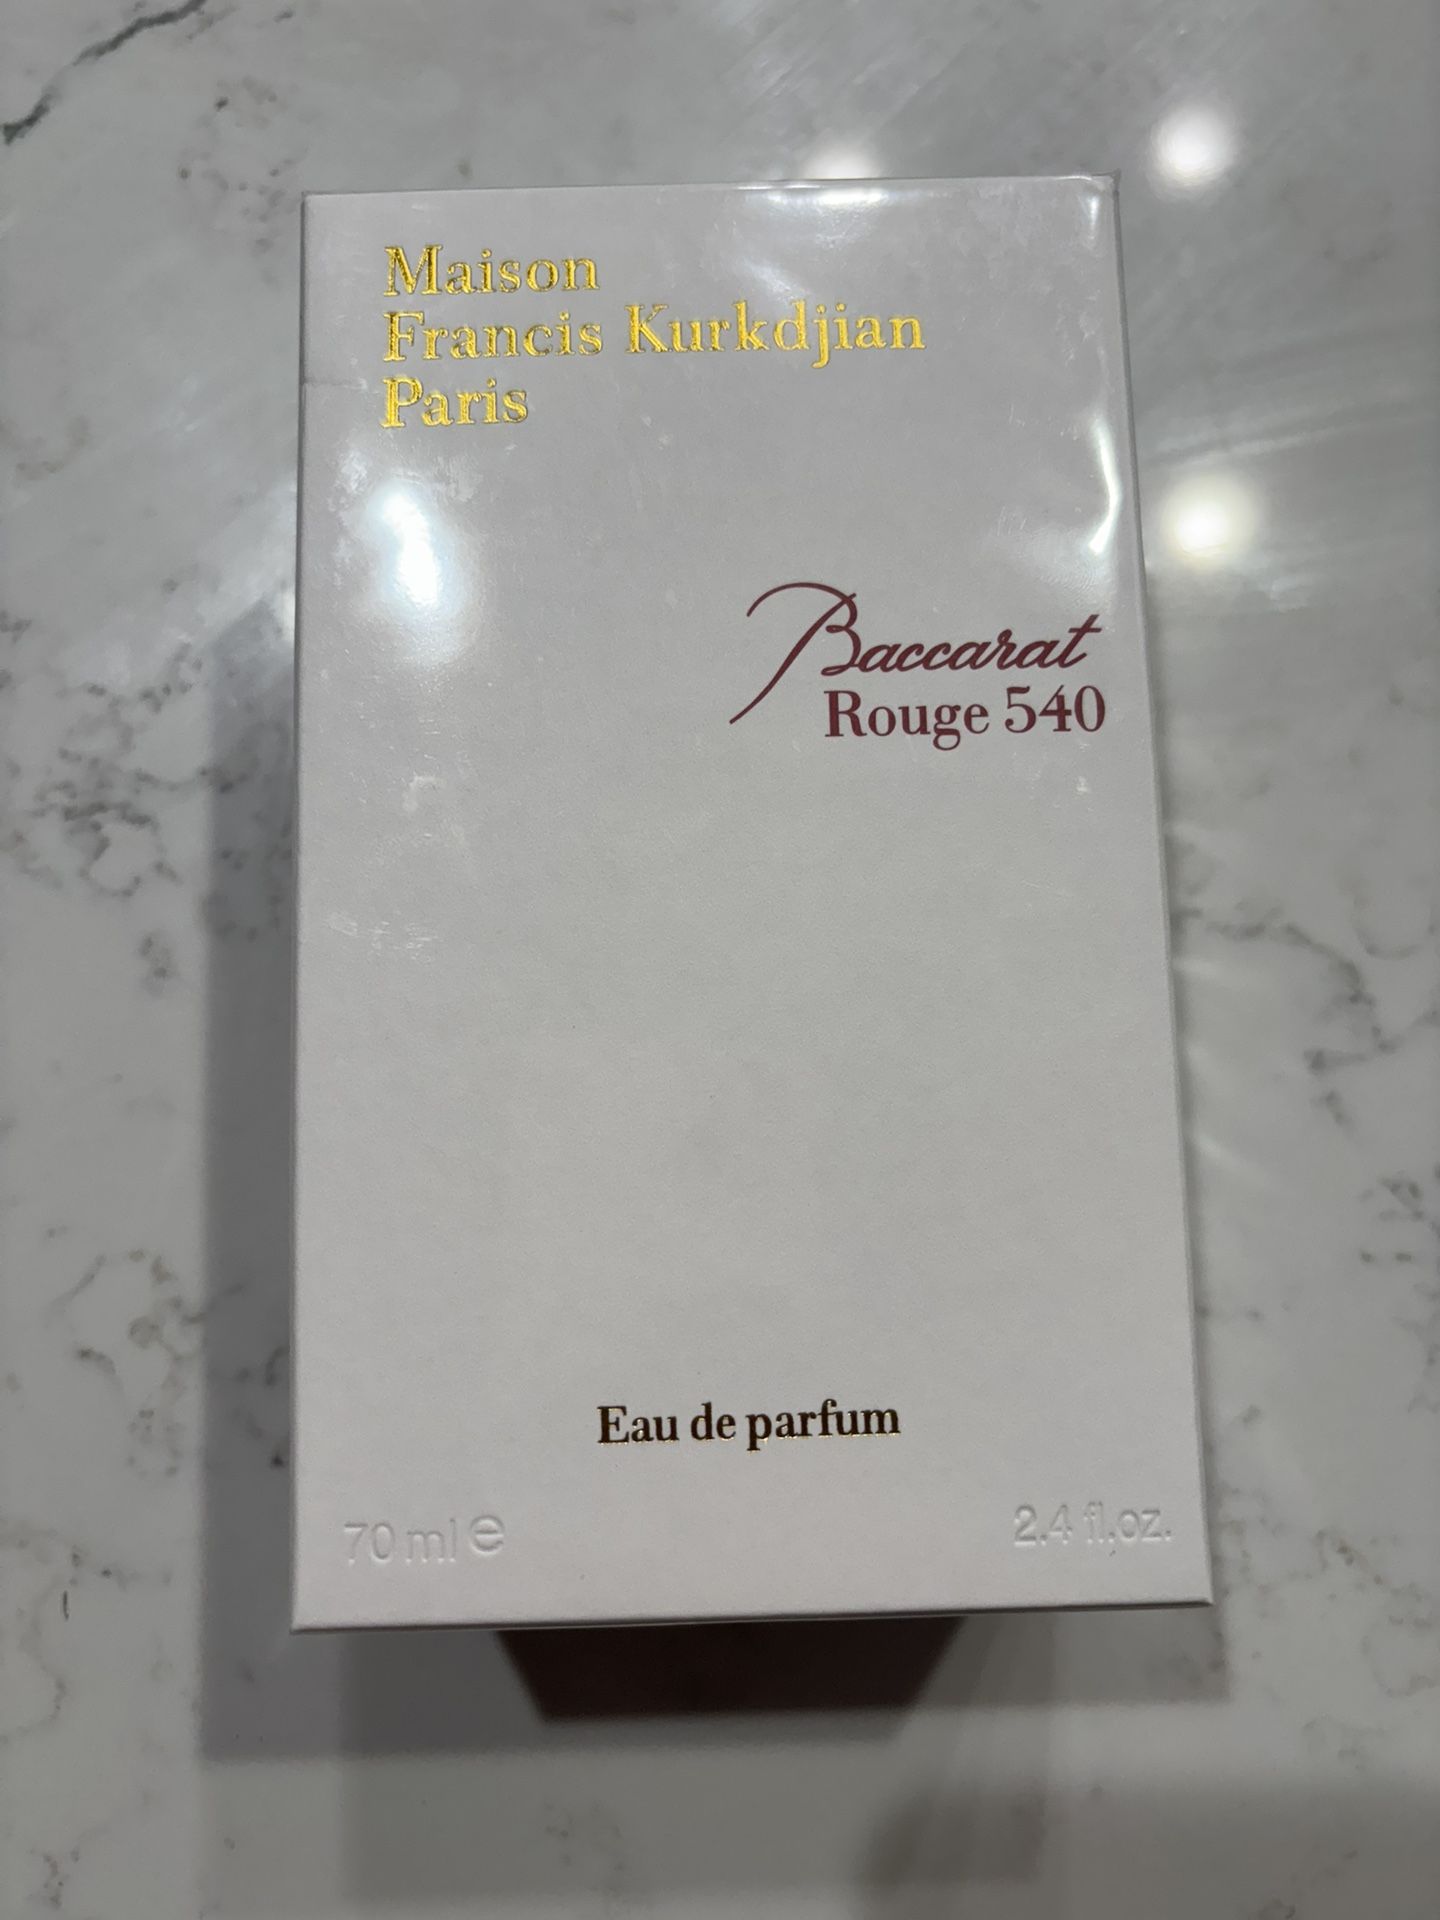 Maison
Francis Kurkdjian
Paris
Baccarat
Rouge 540
Eau de parfum
70 ml ℮
2.4 fl.oz.